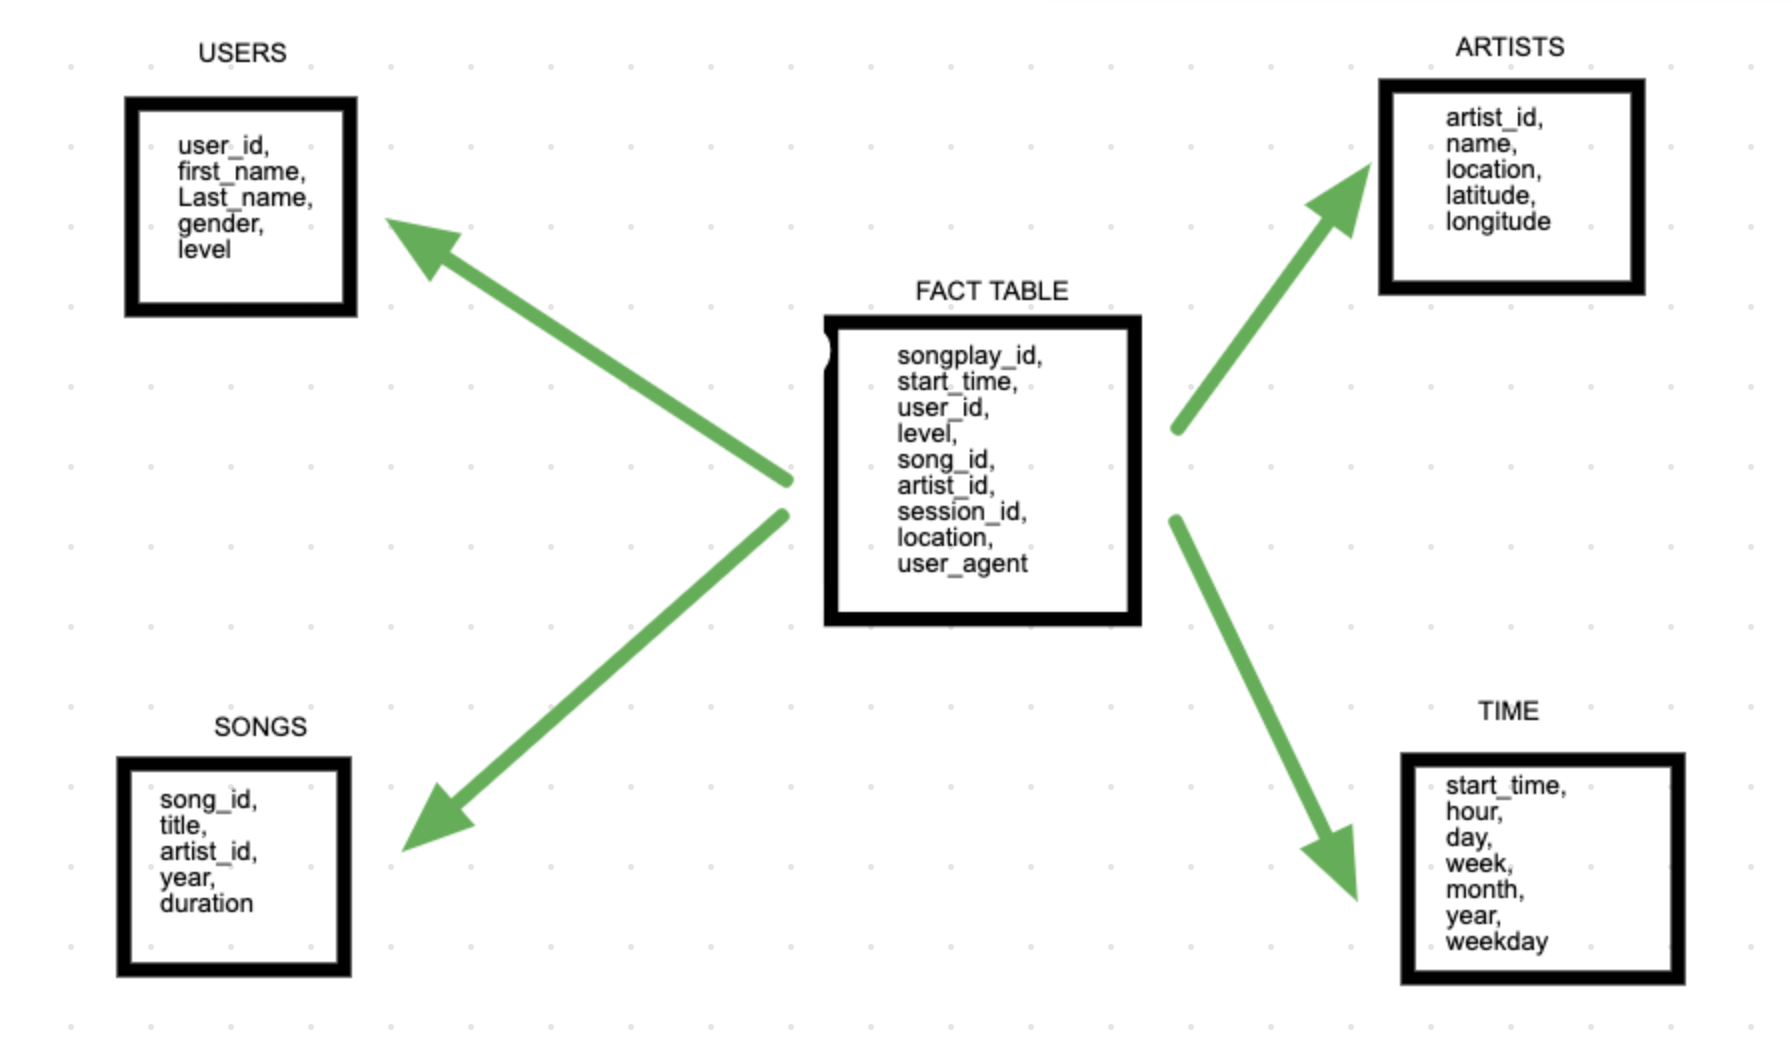 USERS
user_id,
first_name,
Last_name,
gender,
level
ARTISTS
artist_id,
name,
location,
latitude,
longitude
FACT TABLE
songplay_id,
start_time,
user_id,
level,
song_id,
artist_id,
session_id,
location,
user_agent
SONGS
song_id,
title,
artist_id,
year,
duration
TIME
start_time,
hour,
day,
week,
month,
year,
weekday